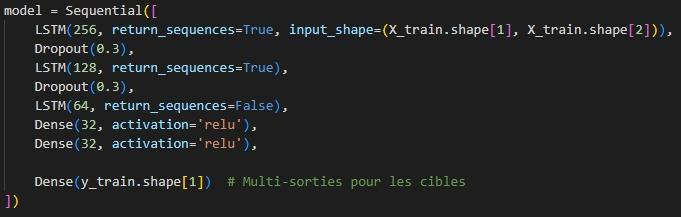 model = Sequential([
    LSTM(256, return_sequences=True, input_shape=(X_train.shape[1], X_train.shape[2])),
    Dropout(0.3),
    LSTM(128, return_sequences=True),
    Dropout(0.3),
    LSTM(64, return_sequences=False),
    Dense(32, activation='relu'),
    Dense(32, activation='relu'),
    Dense(y_train.shape[1])  # Multi-sorties pour les cibles
])